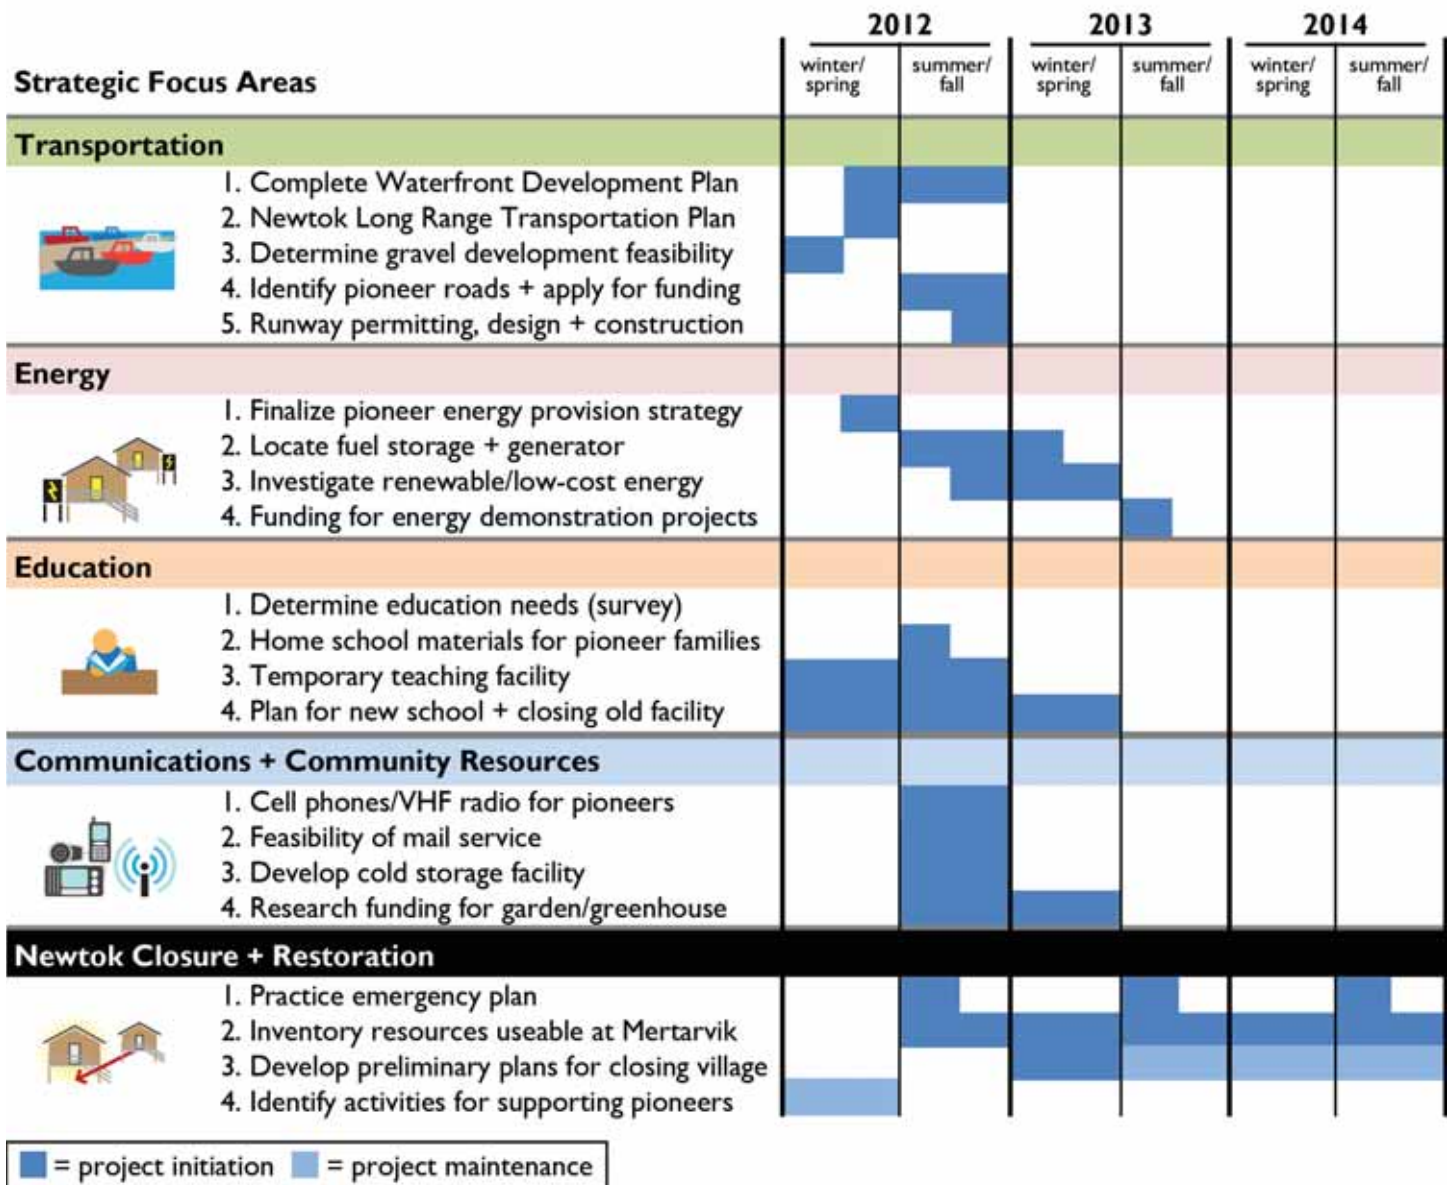 2012 2013 2014
Strategic Focus Areas
winter/ summer/ winter/ summer/ winter/ summer/
spring fall spring fall spring fall
Transportation
1. Complete Waterfront Development Plan
2. Newtok Long Range Transportation Plan
3. Determine gravel development feasibility
4. Identify pioneer roads + apply for funding
5. Runway permitting, design + construction
Energy
1. Finalize pioneer energy provision strategy
2. Locate fuel storage + generator
3. Investigate renewable/low-cost energy
4. Funding for energy demonstration projects
Education
1. Determine education needs (survey)
2. Home school materials for pioneer families
3. Temporary teaching facility
4. Plan for new school + closing old facility
Communications + Community Resources
1. Cell phones/VHF radio for pioneers
2. Feasibility of mail service
3. Develop cold storage facility
4. Research funding for garden/greenhouse
Newtok Closure + Restoration
1. Practice emergency plan
2. Inventory resources useable at Mertarvik
3. Develop preliminary plans for closing village
4. Identify activities for supporting pioneers
= project initiation = project maintenance